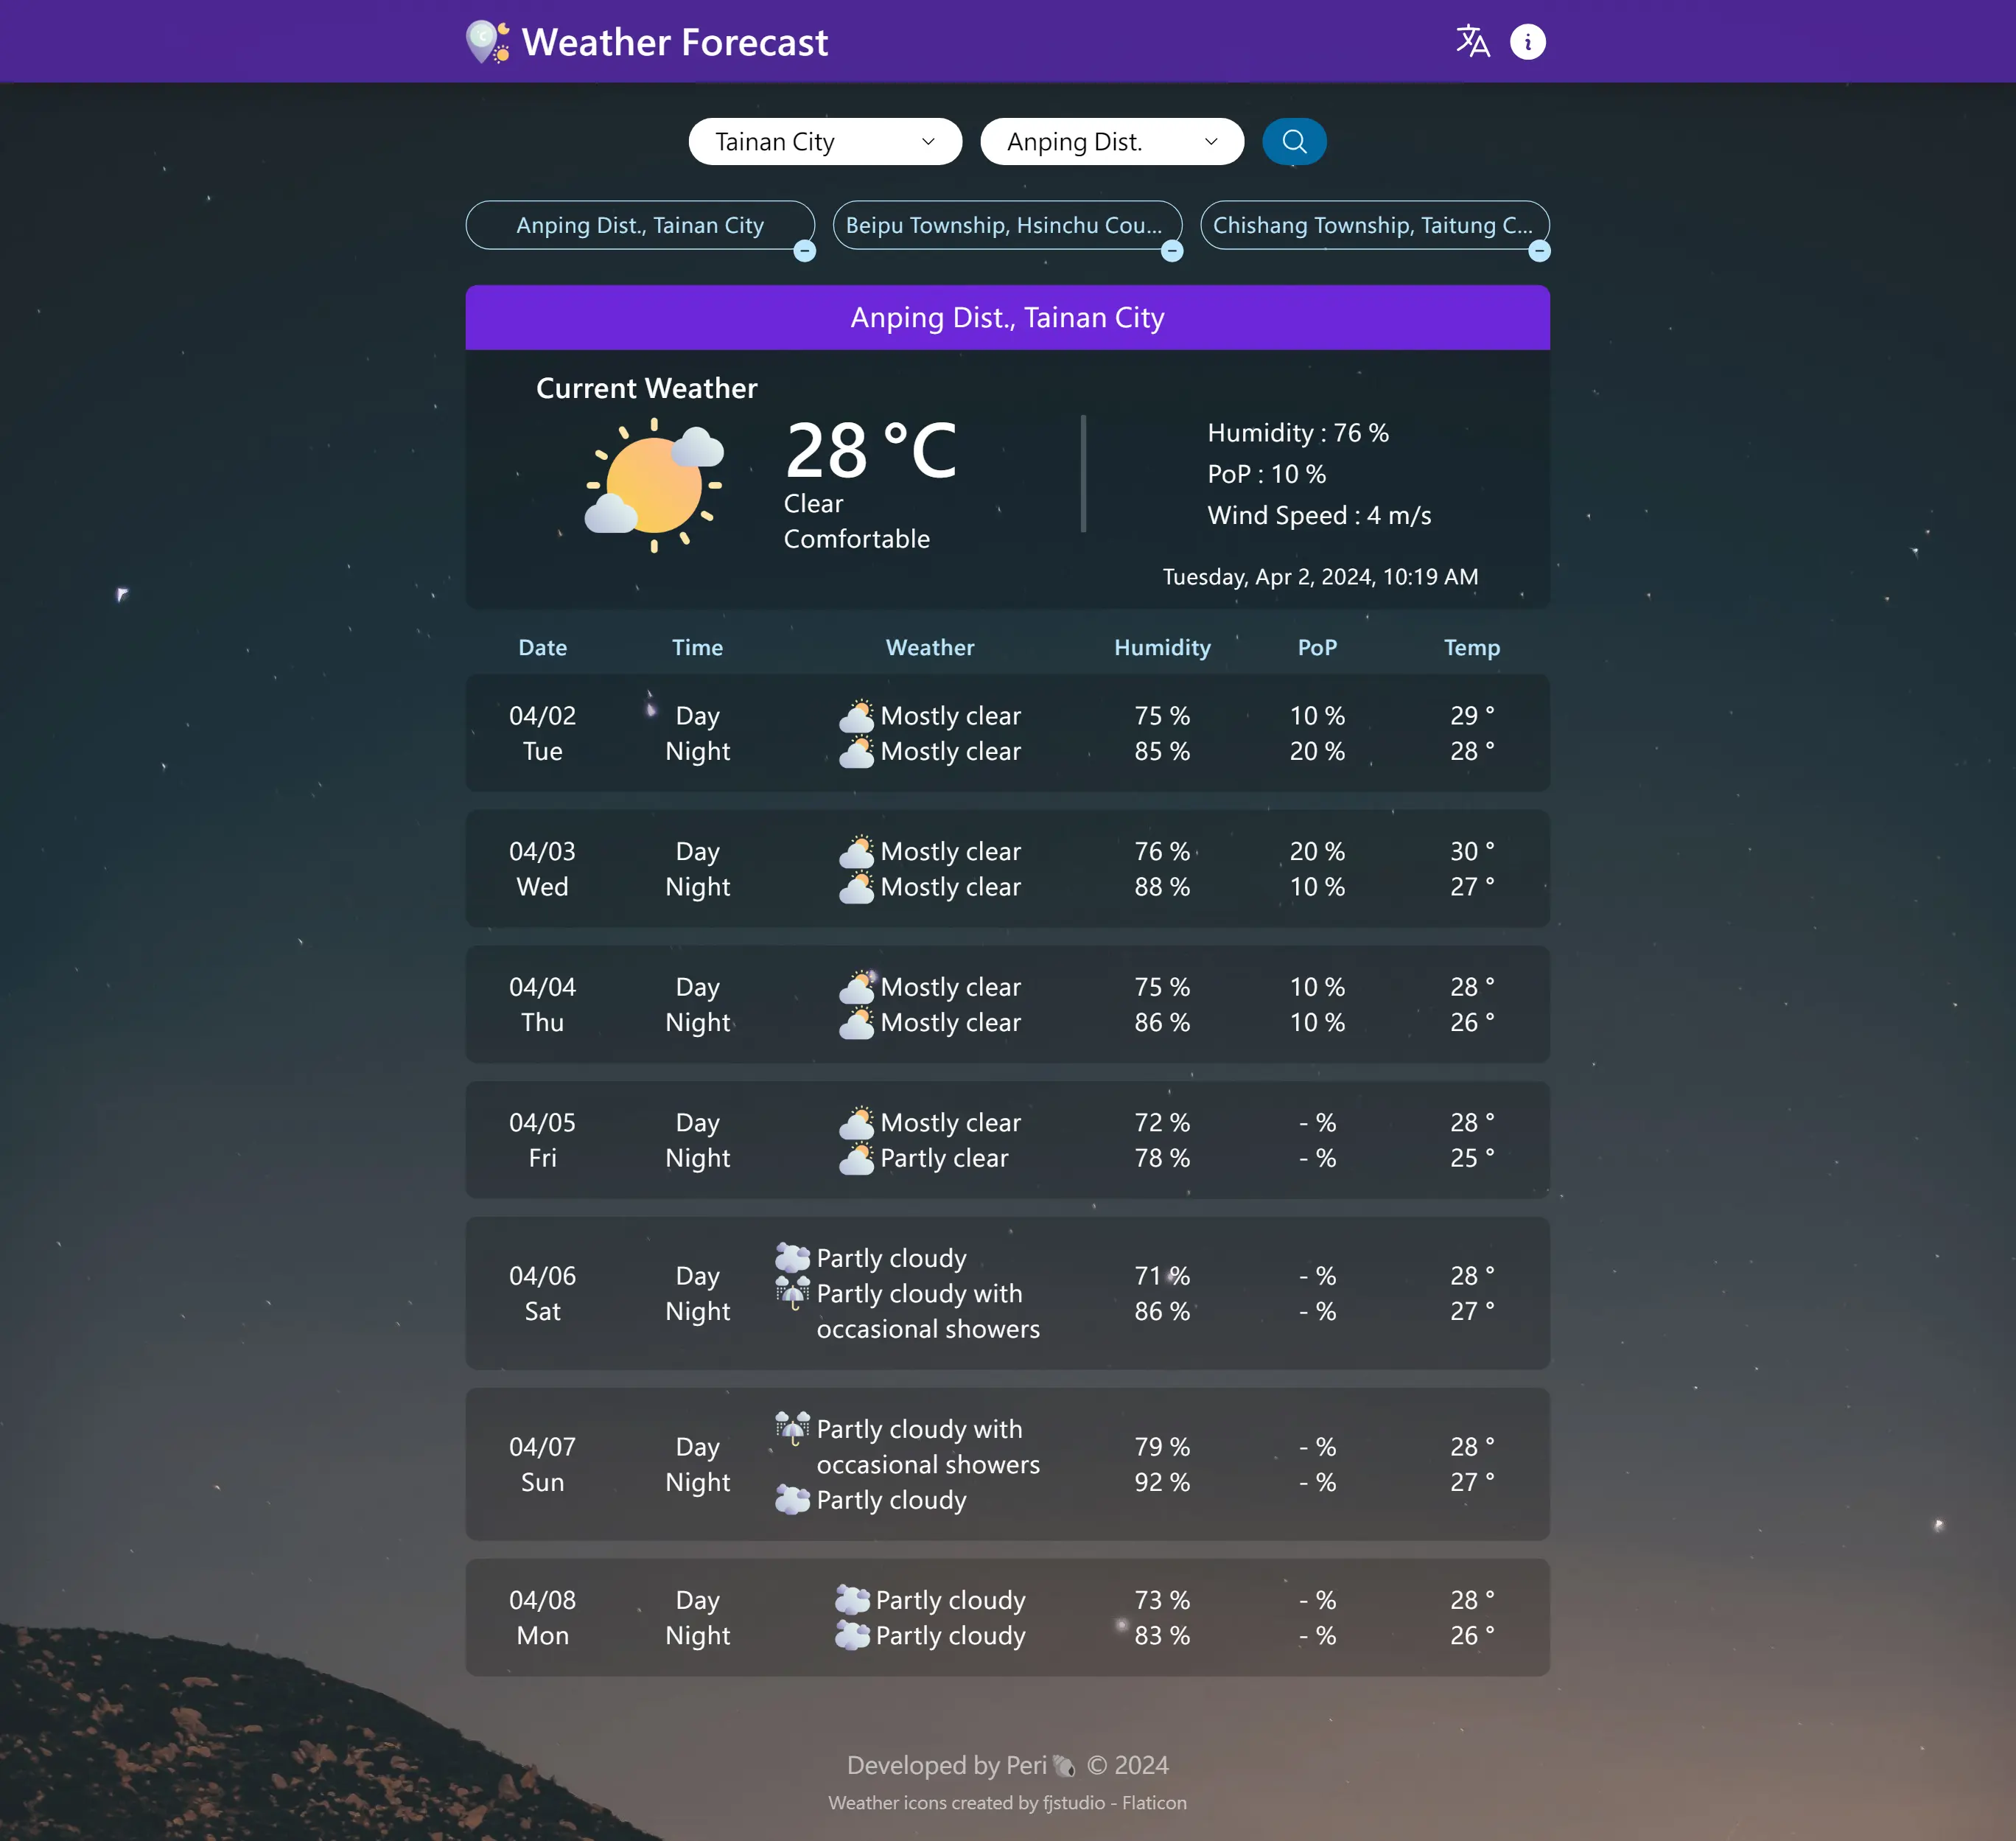 Weather Forecast
Tainan City
Anping Dist.
Anping Dist., Tainan City
Beipu Township, Hsinchu Cou...
Chishang Township, Taitung C...
Anping Dist., Tainan City
Current Weather
28 °C
Clear
Comfortable
Humidity : 76 %
PoP : 10 %
Wind Speed : 4 m/s
Tuesday, Apr 2, 2024, 10:19 AM
Date Time Weather Humidity PoP Temp
04/02 Day Mostly clear 75 % 10 % 29 °
Tue Night Mostly clear 85 % 20 % 28 °
04/03 Day Mostly clear 76 % 20 % 30 °
Wed Night Mostly clear 88 % 10 % 27 °
04/04 Day Mostly clear 75 % 10 % 28 °
Thu Night Mostly clear 86 % 10 % 26 °
04/05 Day Mostly clear 72 % - % 28 °
Fri Night Partly clear 78 % - % 25 °
04/06 Day Partly cloudy 71 % - % 28 °
Sat Night Partly cloudy with 86 % - % 27 °
occasional showers
04/07 Day Partly cloudy with 79 % - % 28 °
occasional showers
Sun Night Partly cloudy 92 % - % 27 °
04/08 Day Partly cloudy 73 % - % 28 °
Mon Night Partly cloudy 83 % - % 26 °
Developed by Peri🐚 © 2024
Weather icons created by fjstudio - Flaticon